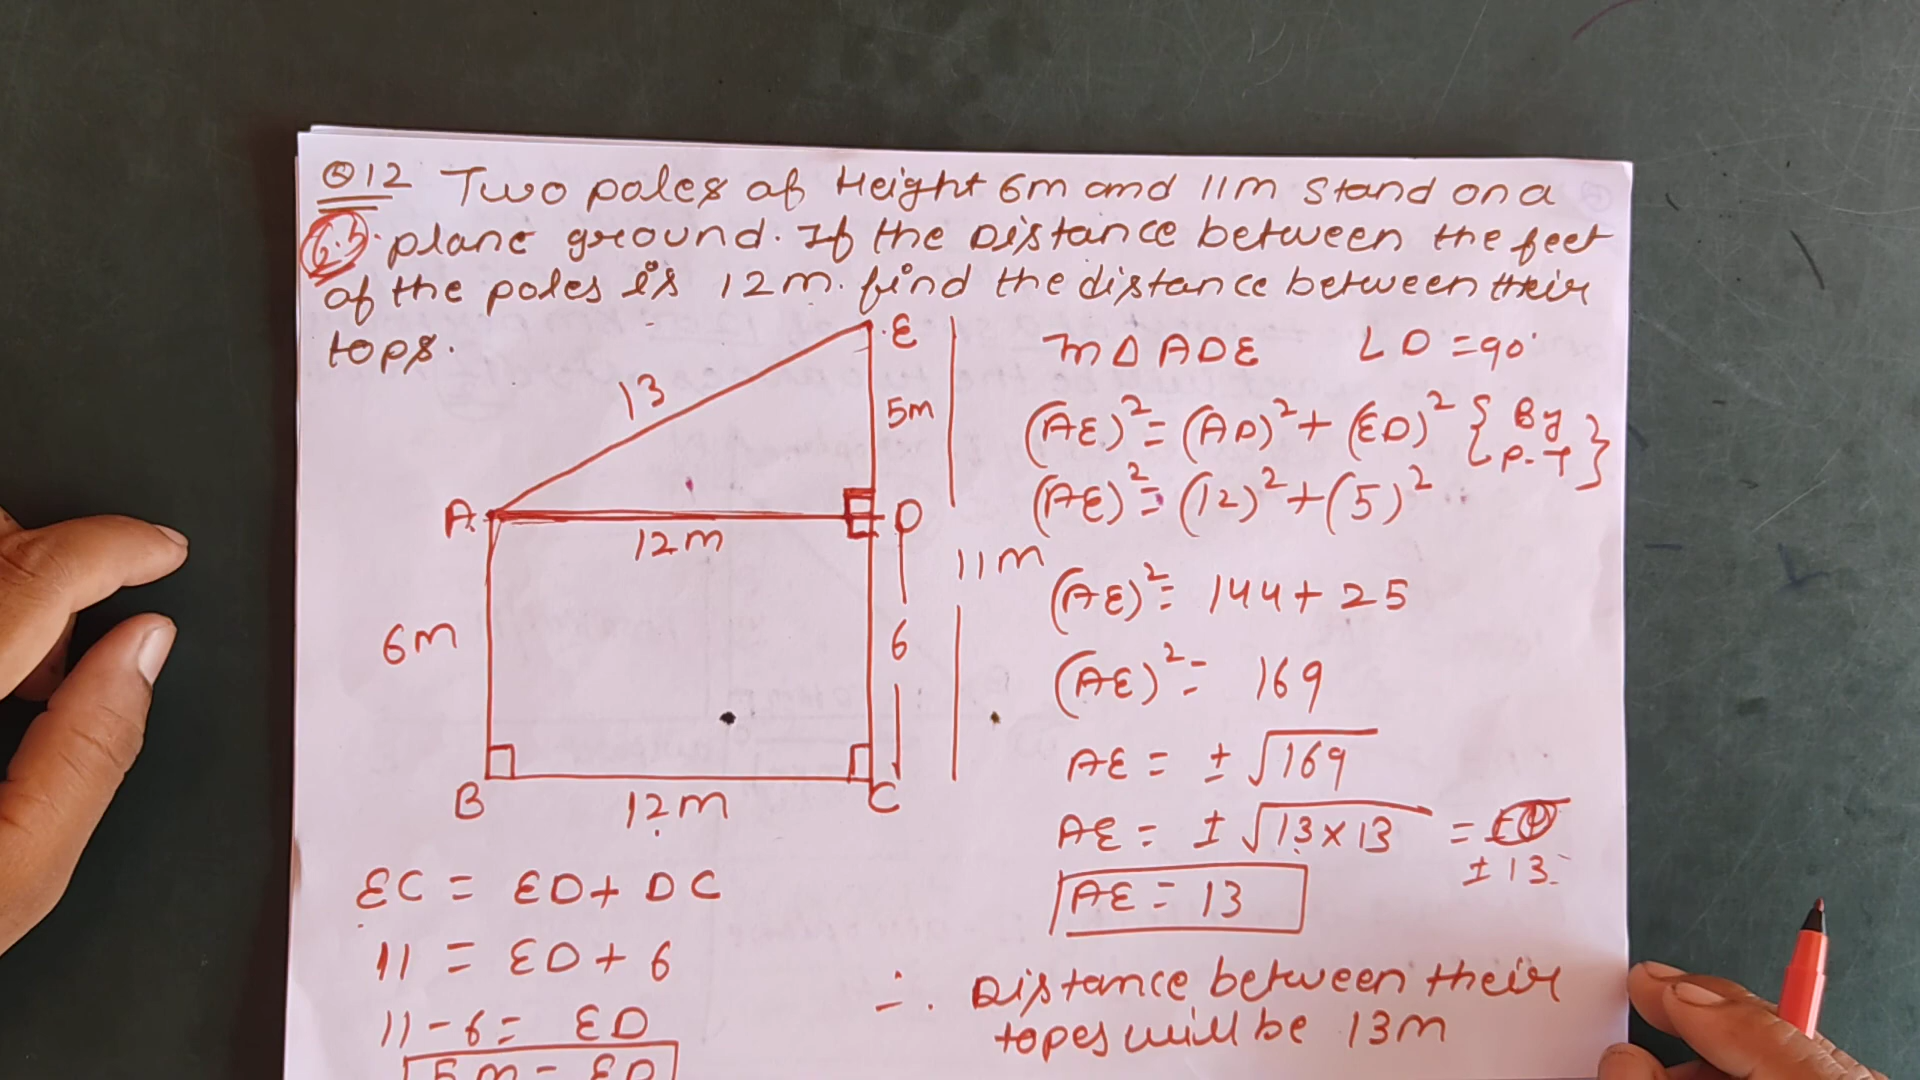 Q12 Two poles of Height 6m and 11m Stand on a
6.5 plane ground. If the Distance between the feet
of the poles is 12m. find the distance between their
tops.
E
13
5m
A
D
12m
11m
6m
6
B
12m
C
EC = ED + DC
11 = ED + 6
11 - 6 = ED
5m = ED
In Δ ADE ∠D = 90°
(AE)² = (AD)² + (ED)² { By P.T }
(AE)² = (12)² + (5)²
(AE)² = 144 + 25
(AE)² = 169
AE = ± √169
AE = ± √13 × 13 =
± 13
AE = 13
∴ Distance between their
topes will be 13m